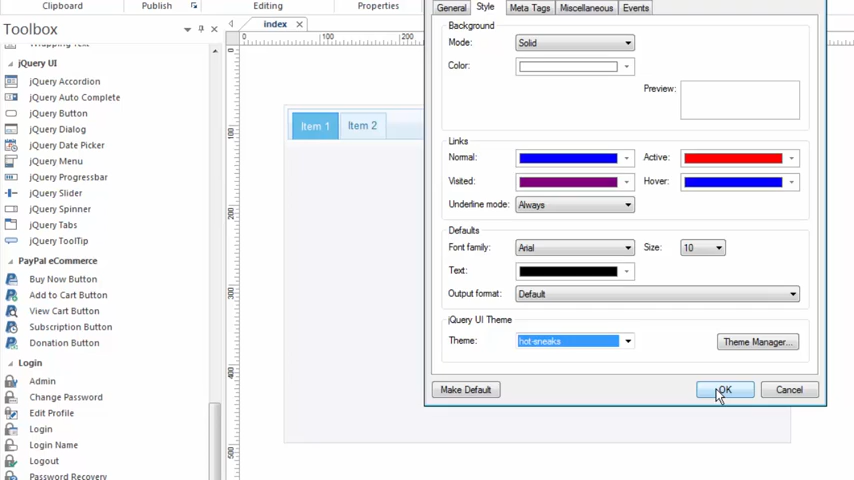 Clipboard
Publish
Editing
Properties
Toolbox
jQuery UI
jQuery Accordion
jQuery Auto Complete
jQuery Button
jQuery Dialog
jQuery Date Picker
jQuery Menu
jQuery Progressbar
jQuery Slider
jQuery Spinner
jQuery Tabs
jQuery ToolTip
PayPal eCommerce
Buy Now Button
Add to Cart Button
View Cart Button
Subscription Button
Donation Button
Login
Admin
Change Password
Edit Profile
Login
Login Name
Logout
Password Recovery
index
0 100 200
0
100
200
300
400
500
Item 1 Item 2
General Style Meta Tags Miscellaneous Events
Background
Mode: Solid
Color:
Preview:
Links
Normal: Active:
Visited: Hover:
Underline mode: Always
Defaults
Font family: Arial Size: 10
Text:
Output format: Default
jQuery UI Theme
Theme: hot-sneaks Theme Manager...
Make Default OK Cancel